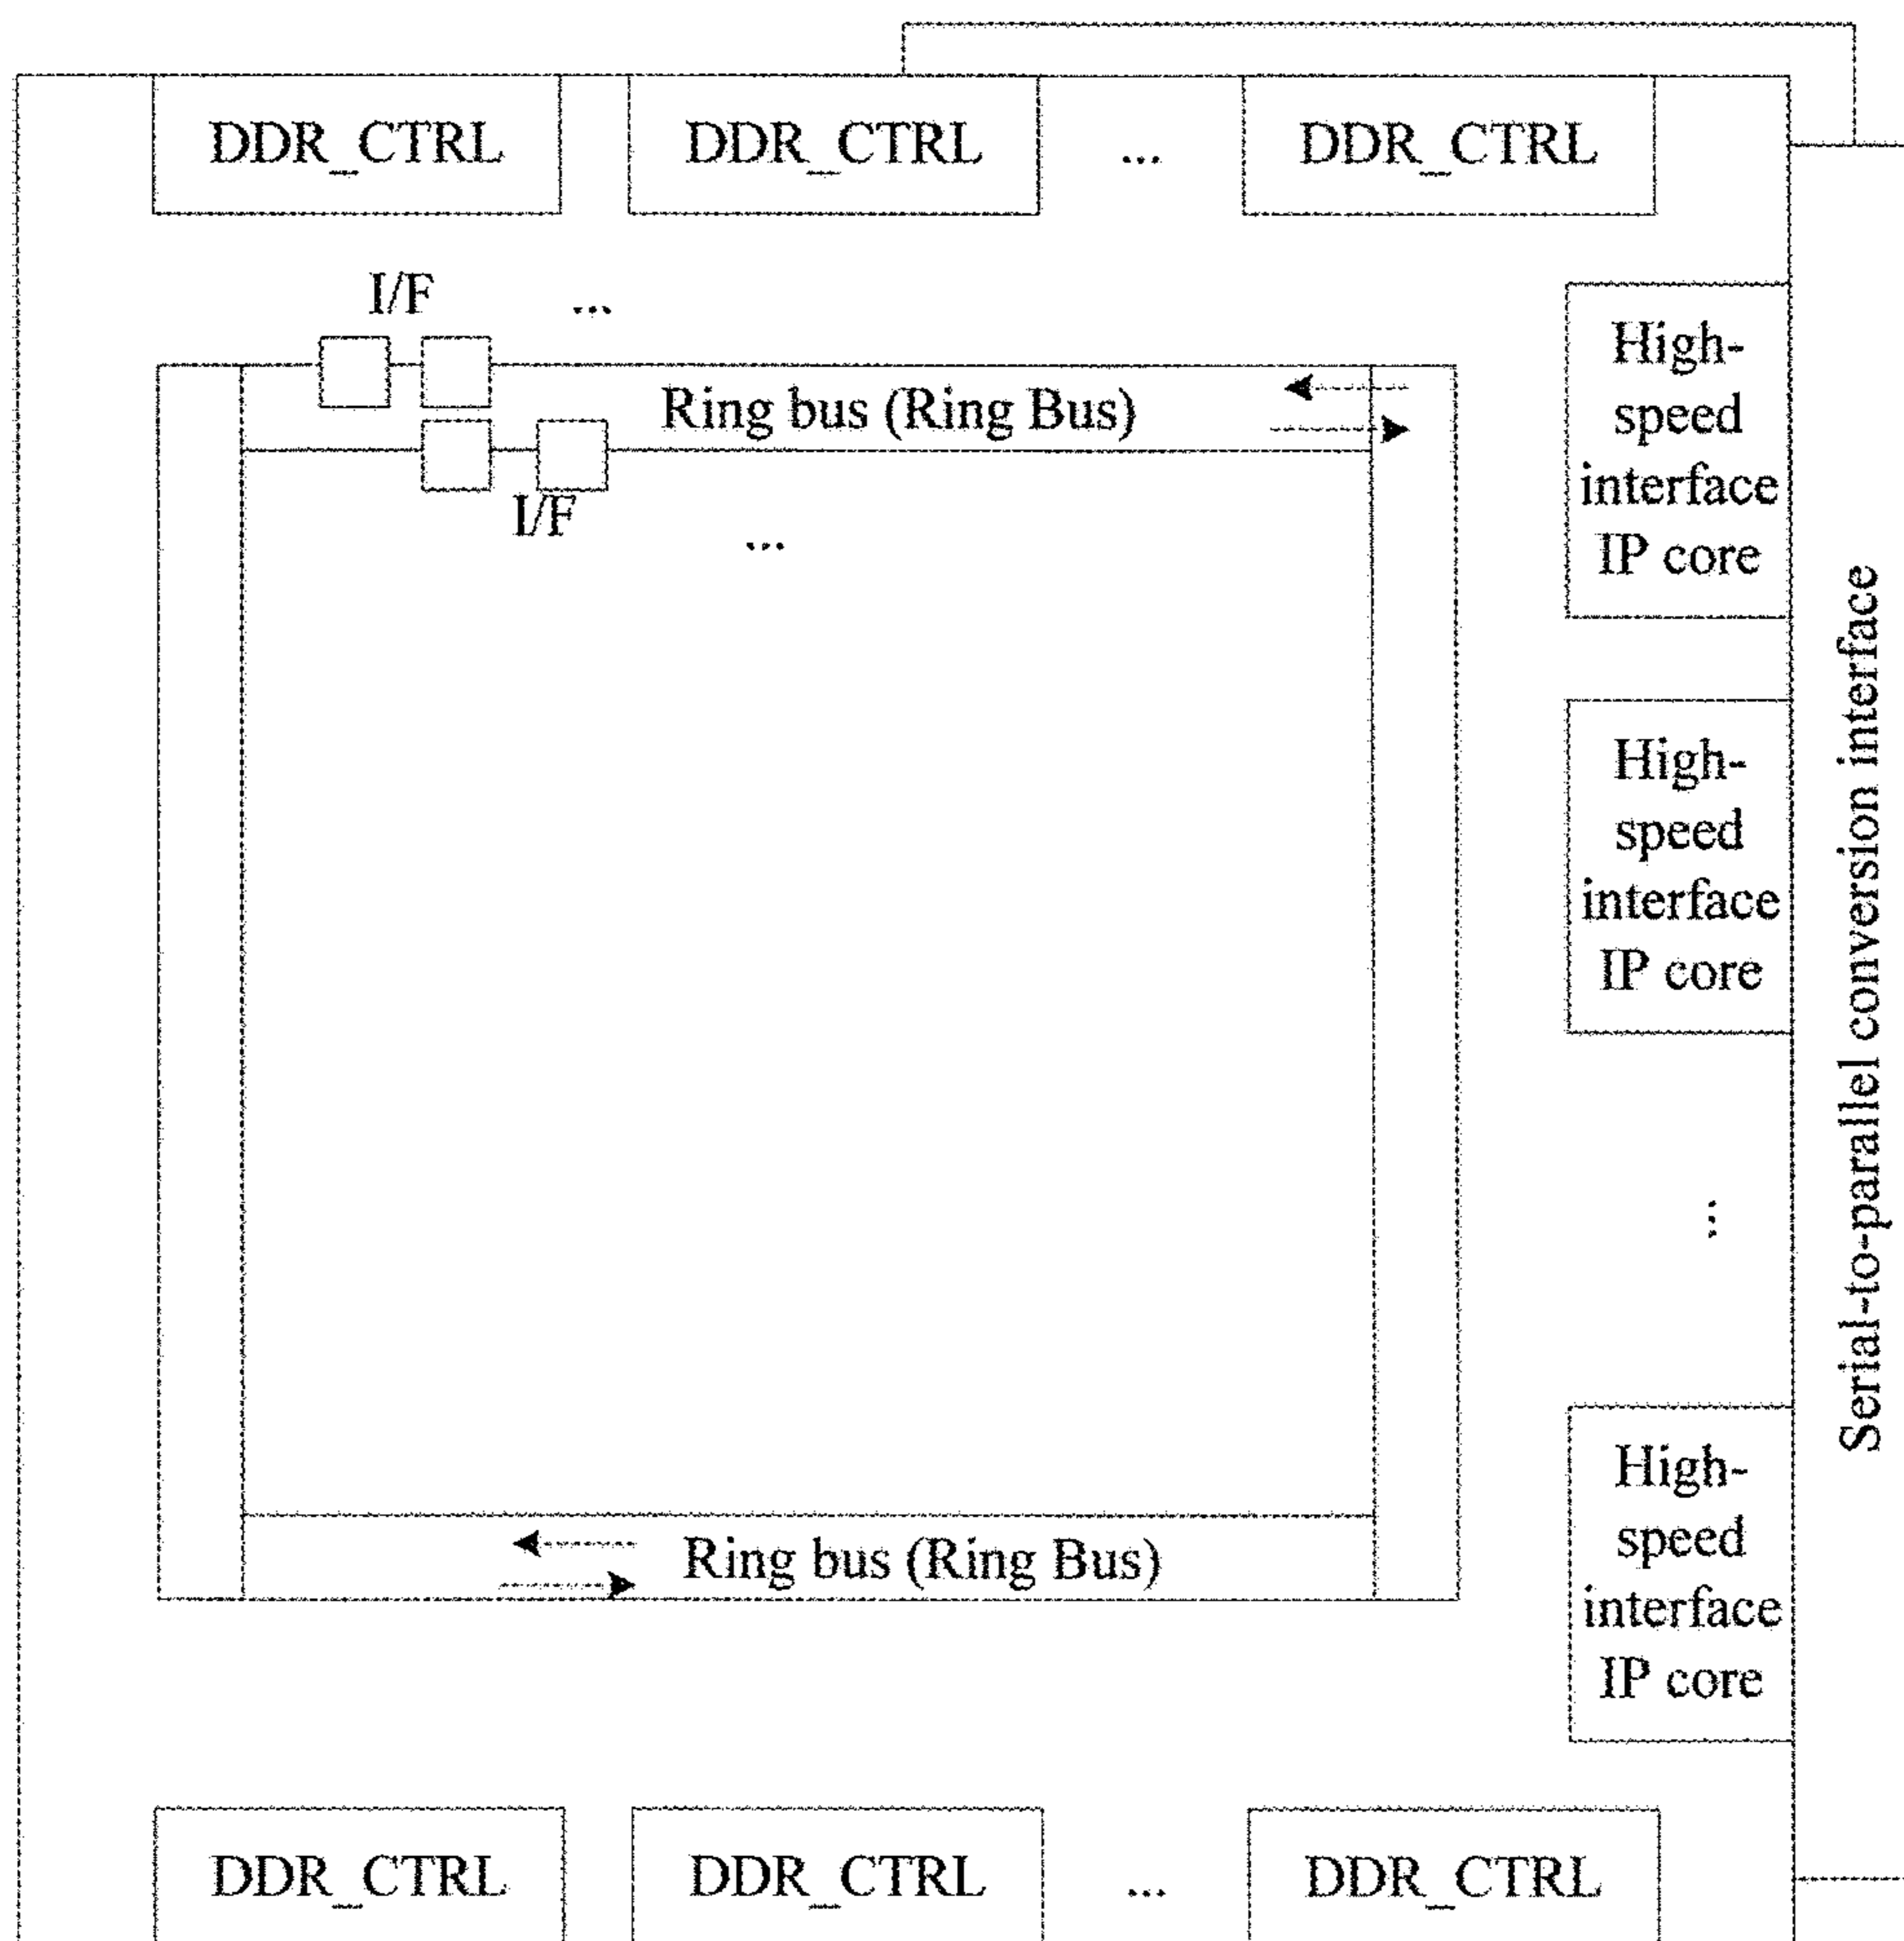 DDR_CTRL DDR_CTRL ... DDR_CTRL
I/F ...
Ring bus (Ring Bus)
I/F
...
High-
speed
interface
IP core
High-
speed
interface
IP core
...
High-
speed
interface
IP core
Serial-to-parallel conversion interface
Ring bus (Ring Bus)
DDR_CTRL DDR_CTRL ... DDR_CTRL